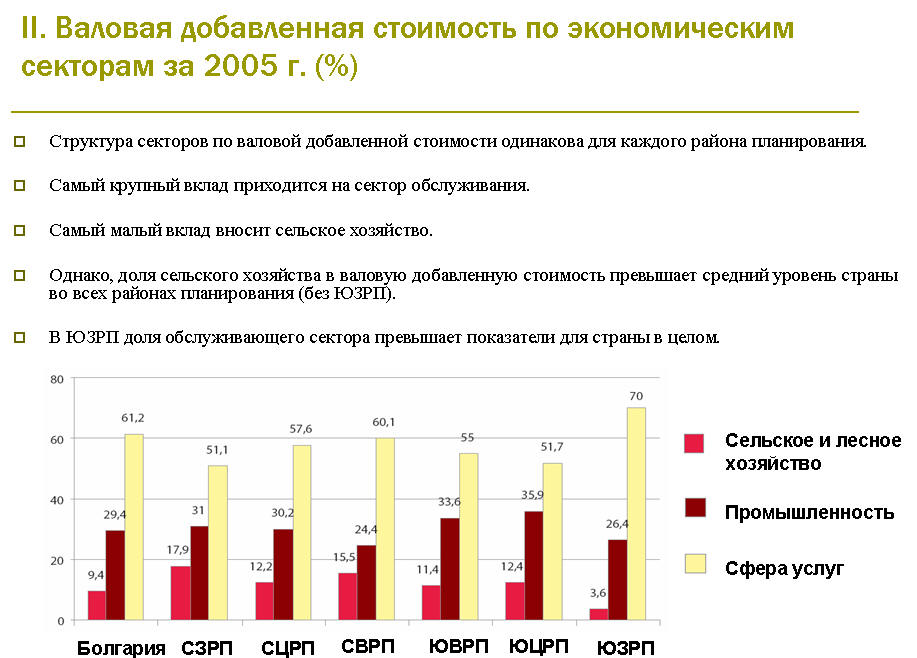 II. Валовая добавленная стоимость по экономическим
секторам за 2005 г. (%)
Структура секторов по валовой добавленной стоимости одинакова для каждого района планирования.
Самый крупный вклад приходится на сектор обслуживания.
Самый малый вклад вносит сельское хозяйство.
Однако, доля сельского хозяйства в валовую добавленную стоимость превышает средний уровень страны
во всех районах планирования (без ЮЗРП).
В ЮЗРП доля обслуживающего сектора превышает показатели для страны в целом.
80
60
40
20
0
9,4
29,4
61,2
17,9
31
51,1
12,2
30,2
57,6
15,5
24,4
60,1
11,4
33,6
55
12,4
35,9
51,7
3,6
26,4
70
Болгария СЗРП СЦРП СВРП ЮВРП ЮЦРП ЮЗРП
Сельское и лесное
хозяйство
Промышленность
Сфера услуг